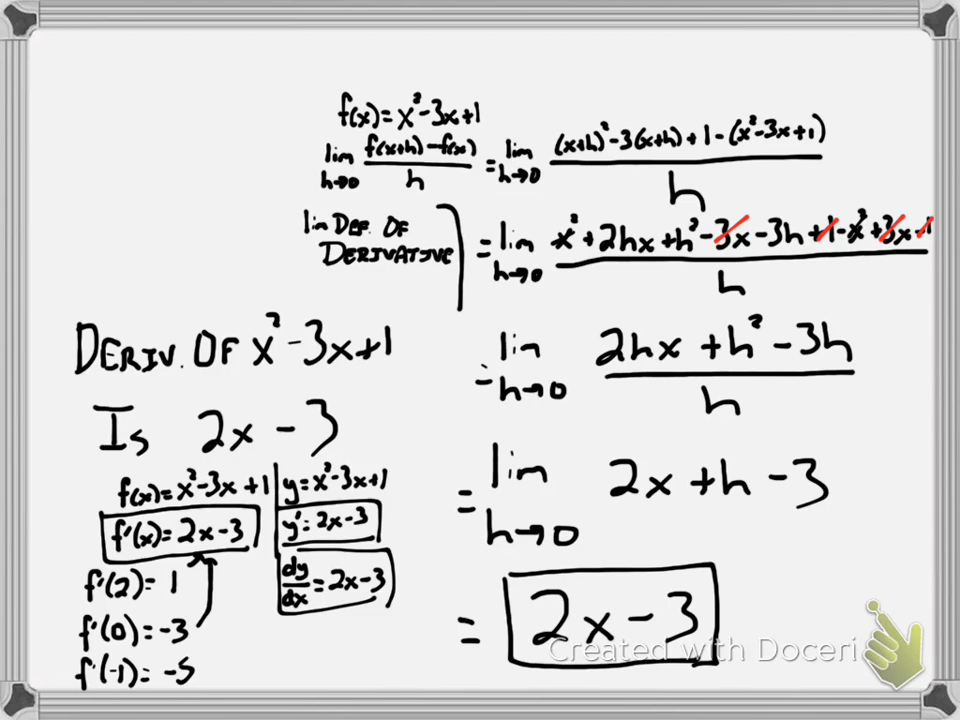 f(x) = x² - 3x + 1
lim h→0 f(x+h) - f(x) / h = lim h→0 (x+h)² - 3(x+h) + 1 - (x² - 3x + 1) / h
lim DEF. OF
DERIVATIVE
= lim h→0 x² + 2hx + h² - 3x - 3h + 1 - x² + 3x - 1 / h
= lim h→0 2hx + h² - 3h / h
= lim h→0 2x + h - 3
= 2x - 3
DERIV. OF x² - 3x + 1
Is 2x - 3
f(x) = x² - 3x + 1
f'(x) = 2x - 3
f'(2) = 1
f'(0) = -3
f'(-1) = -5
y = x² - 3x + 1
y' = 2x - 3
dy/dx = 2x - 3
Created with Doceri